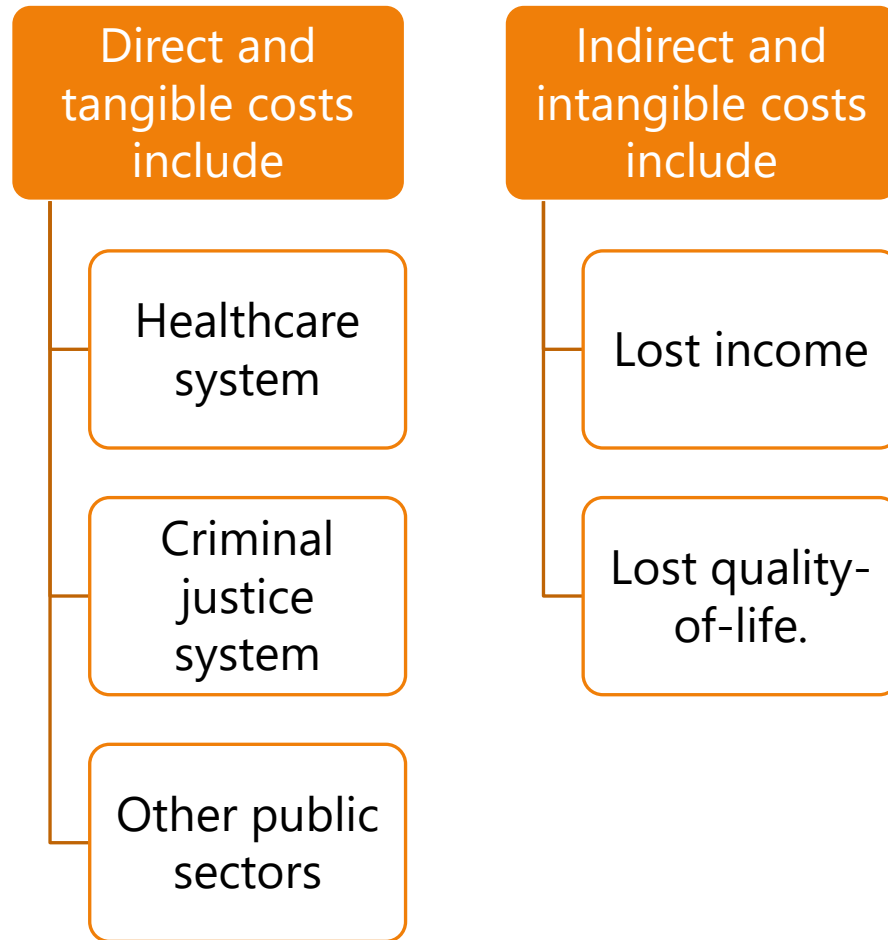 Direct and
tangible costs
include
Healthcare
system
Criminal
justice
system
Other public
sectors
Indirect and
intangible costs
include
Lost income
Lost quality-
of-life.